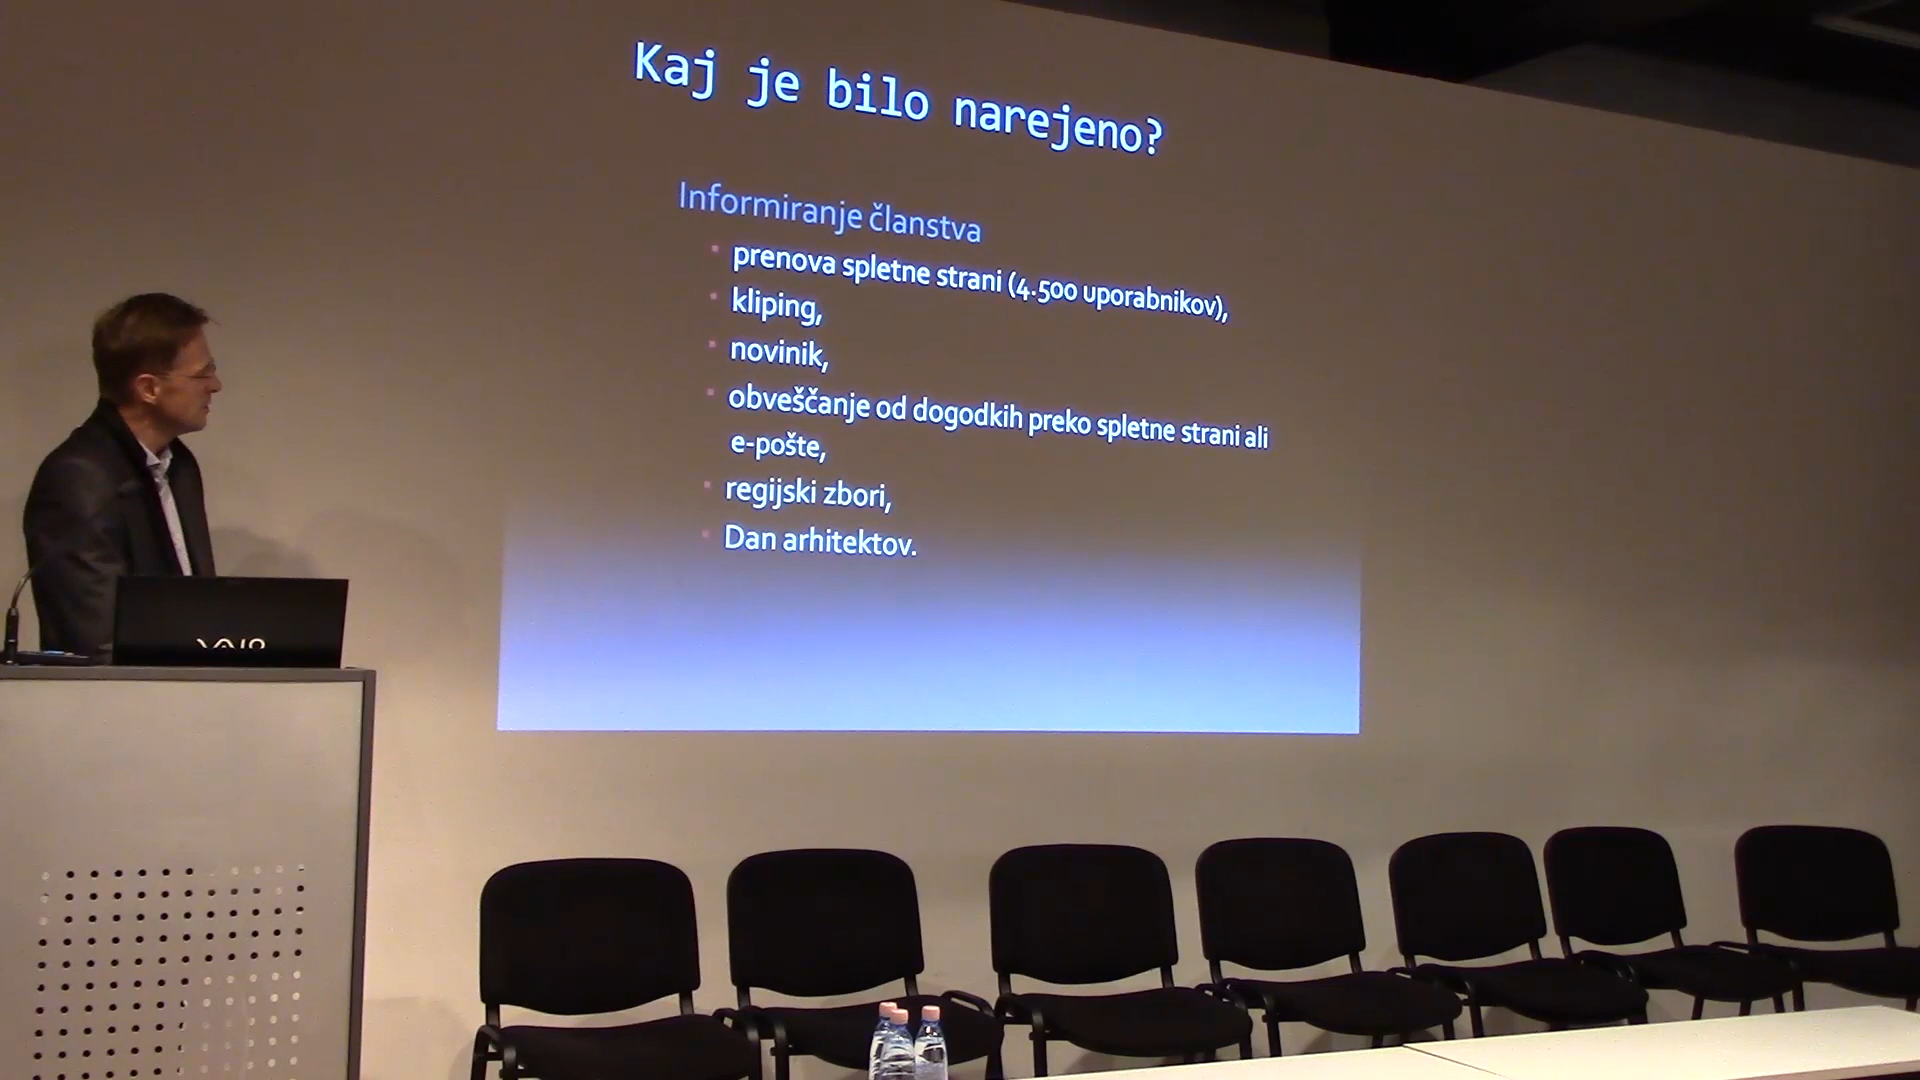 Kaj je bilo narejeno?
Informiranje članstva
prenova spletne strani (4.500 uporabnikov),
kliping,
novinik,
obveščanje od dogodkih preko spletne strani ali
e-pošte,
regijski zbori,
Dan arhitektov.
VAIO